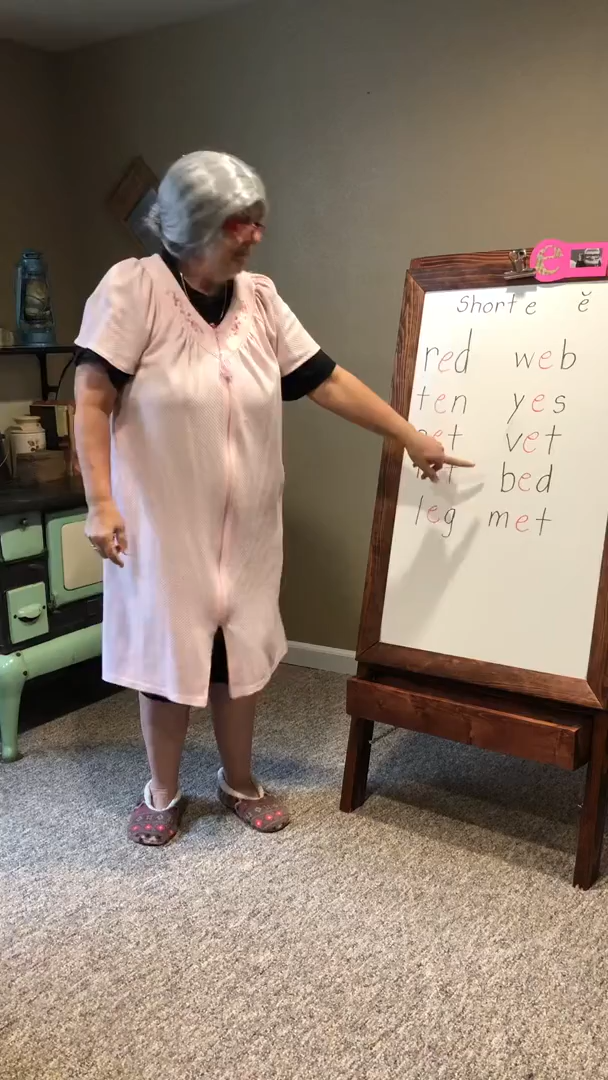 e
Short e ĕ
red web
ten yes
vet
bed
leg met